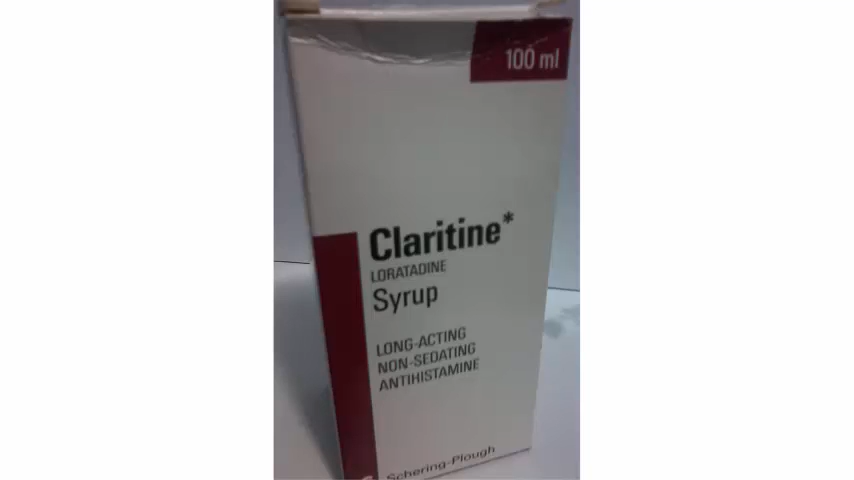 100 ml
Claritine*
LORATADINE
Syrup
LONG-ACTING
NON-SEDATING
ANTIHISTAMINE
Schering-Plough